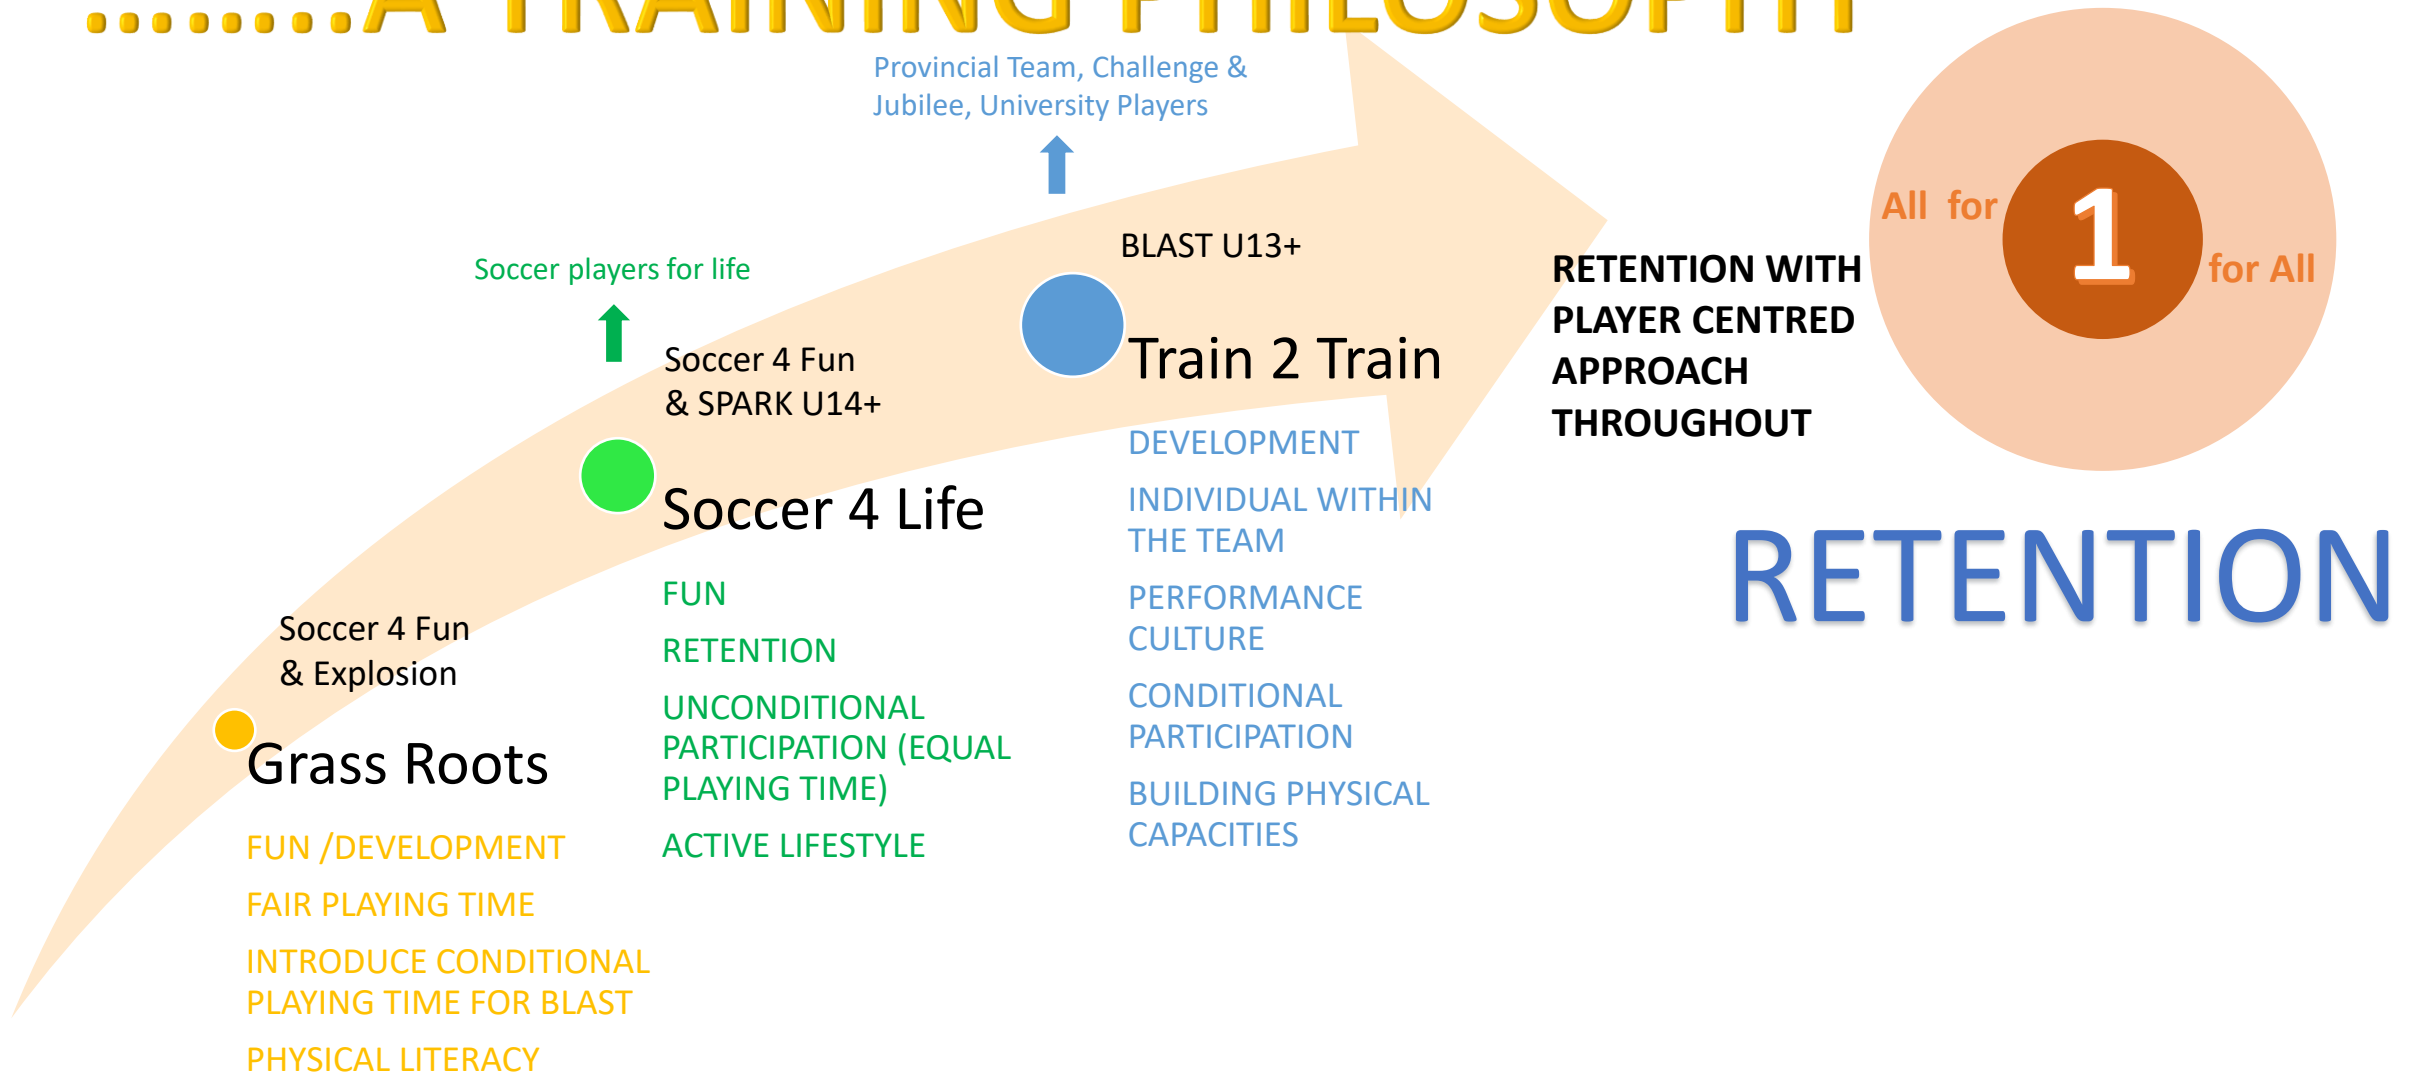 ........A TRAINING PHILOSOPHY
Provincial Team, Challenge &
Jubilee, University Players
BLAST U13+
Train 2 Train
DEVELOPMENT
INDIVIDUAL WITHIN
THE TEAM
PERFORMANCE
CULTURE
CONDITIONAL
PARTICIPATION
BUILDING PHYSICAL
CAPACITIES
Soccer players for life
Soccer 4 Fun
& SPARK U14+
Soccer 4 Life
FUN
RETENTION
UNCONDITIONAL
PARTICIPATION (EQUAL
PLAYING TIME)
ACTIVE LIFESTYLE
Soccer 4 Fun
& Explosion
Grass Roots
FUN /DEVELOPMENT
FAIR PLAYING TIME
INTRODUCE CONDITIONAL
PLAYING TIME FOR BLAST
PHYSICAL LITERACY
RETENTION WITH
PLAYER CENTRED
APPROACH
THROUGHOUT
All for
1
for All
RETENTION